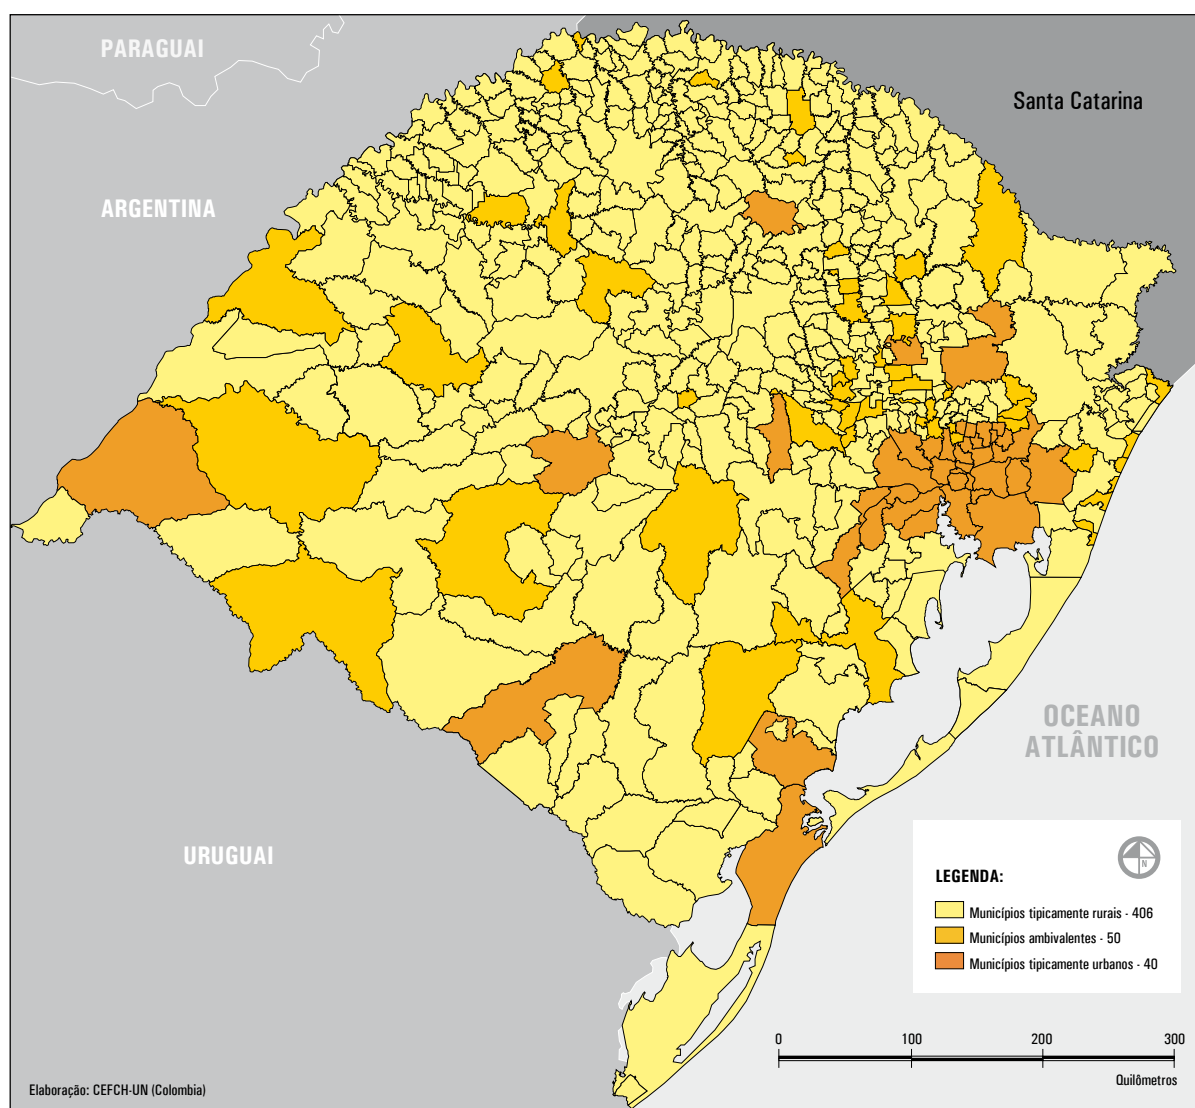 PARAGUAI
Santa Catarina
ARGENTINA
OCEANO
ATLÂNTICO
URUGUAI
N
LEGENDA:
Municípios tipicamente rurais - 406
Municípios ambivalentes - 50
Municípios tipicamente urbanos - 40
0 100 200 300
Quilômetros
Elaboração: CEFCH-UN (Colombia)